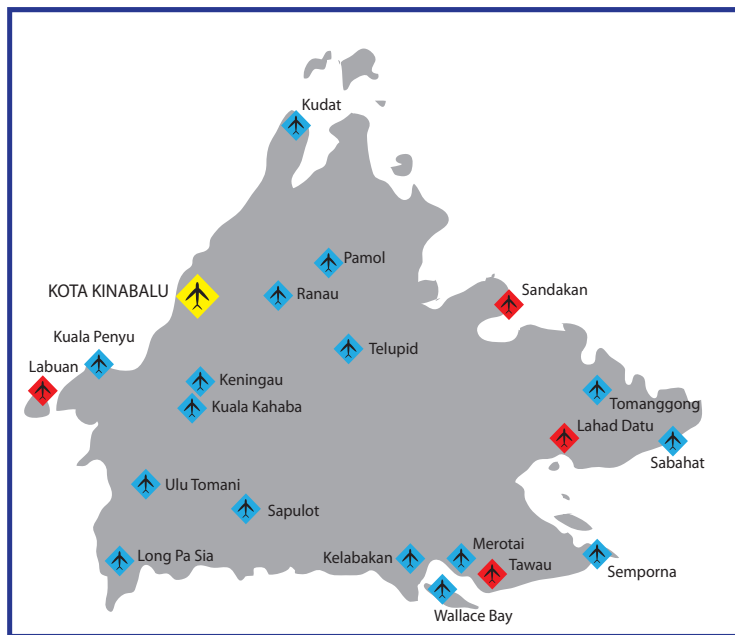 Kudat
Pamol
KOTA KINABALU
Ranau
Sandakan
Kuala Penyu
Telupid
Labuan
Keningau
Tomanggong
Kuala Kahaba
Lahad Datu
Sabahat
Ulu Tomani
Sapulot
Long Pa Sia
Kelabakan
Merotai
Tawau
Semporna
Wallace Bay